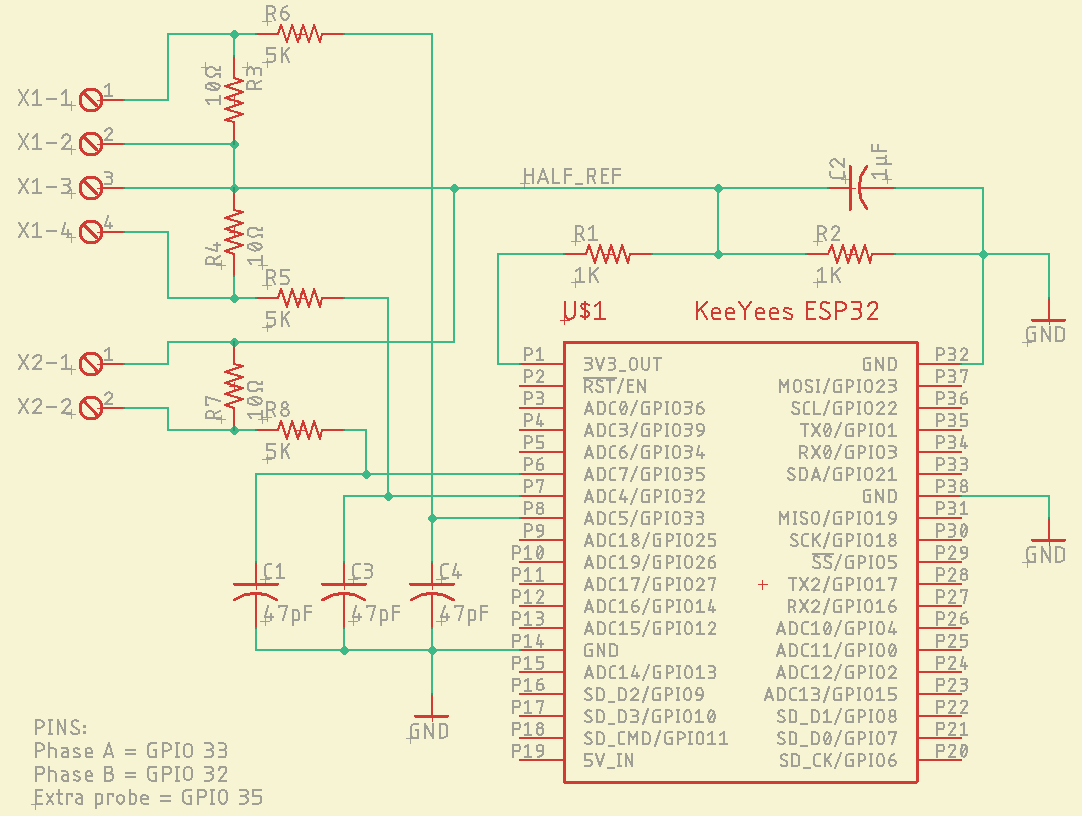 R6
5K
10Ω
R3
X1-1
1
X1-2
2
X1-3
3
X1-4
4
R4
10Ω
R5
5K
X2-1
1
X2-2
2
R7
10Ω
R8
5K
HALF_REF
C2
1µF
R1
1K
R2
1K
GND
U$1
KeeYees ESP32
P1 3V3_OUT GND P32
P2 RST/EN MOSI/GPIO23 P37
P3 ADC0/GPIO36 SCL/GPIO22 P36
P4 ADC3/GPIO39 TX0/GPIO1 P35
P5 ADC6/GPIO34 RX0/GPIO3 P34
P6 ADC7/GPIO35 SDA/GPIO21 P33
P7 ADC4/GPIO32 GND P38
P8 ADC5/GPIO33 MISO/GPIO19 P31
P9 ADC18/GPIO25 SCK/GPIO18 P30
P10 ADC19/GPIO26 SS/GPIO5 P29
P11 ADC17/GPIO27 TX2/GPIO17 P28
P12 ADC16/GPIO14 RX2/GPIO16 P27
P13 ADC15/GPIO12 ADC10/GPIO4 P26
P14 GND ADC11/GPIO0 P25
P15 ADC14/GPIO13 ADC12/GPIO2 P24
P16 SD_D2/GPIO9 ADC13/GPIO15 P23
P17 SD_D3/GPIO10 SD_D1/GPIO8 P22
P18 SD_CMD/GPIO11 SD_D0/GPIO7 P21
P19 5V_IN SD_CK/GPIO6 P20
GND
C1
47pF
C3
47pF
C4
47pF
GND
PINS:
Phase A = GPIO 33
Phase B = GPIO 32
Extra probe = GPIO 35